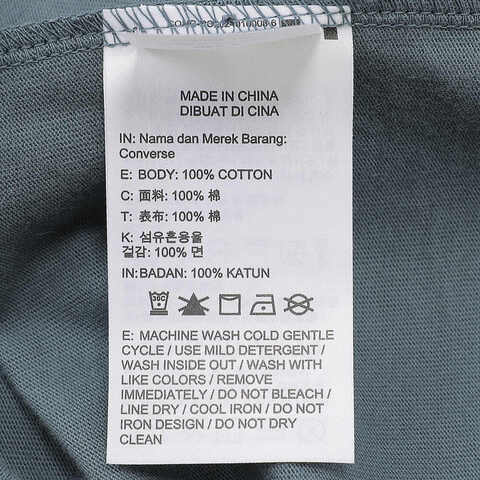 MADE IN CHINA
DIBUAT DI CINA
IN: Nama dan Merek Barang:
Converse
E: BODY: 100% COTTON
C: 面料: 100% 棉
T: 表布: 100% 棉
K: 섬유혼용율
겉감: 100% 면
IN:BADAN: 100% KATUN
30C
E: MACHINE WASH COLD GENTLE
CYCLE / USE MILD DETERGENT /
WASH INSIDE OUT / WASH WITH
LIKE COLORS / REMOVE
IMMEDIATELY / DO NOT BLEACH /
LINE DRY / COOL IRON / DO NOT
IRON DESIGN / DO NOT DRY
CLEAN